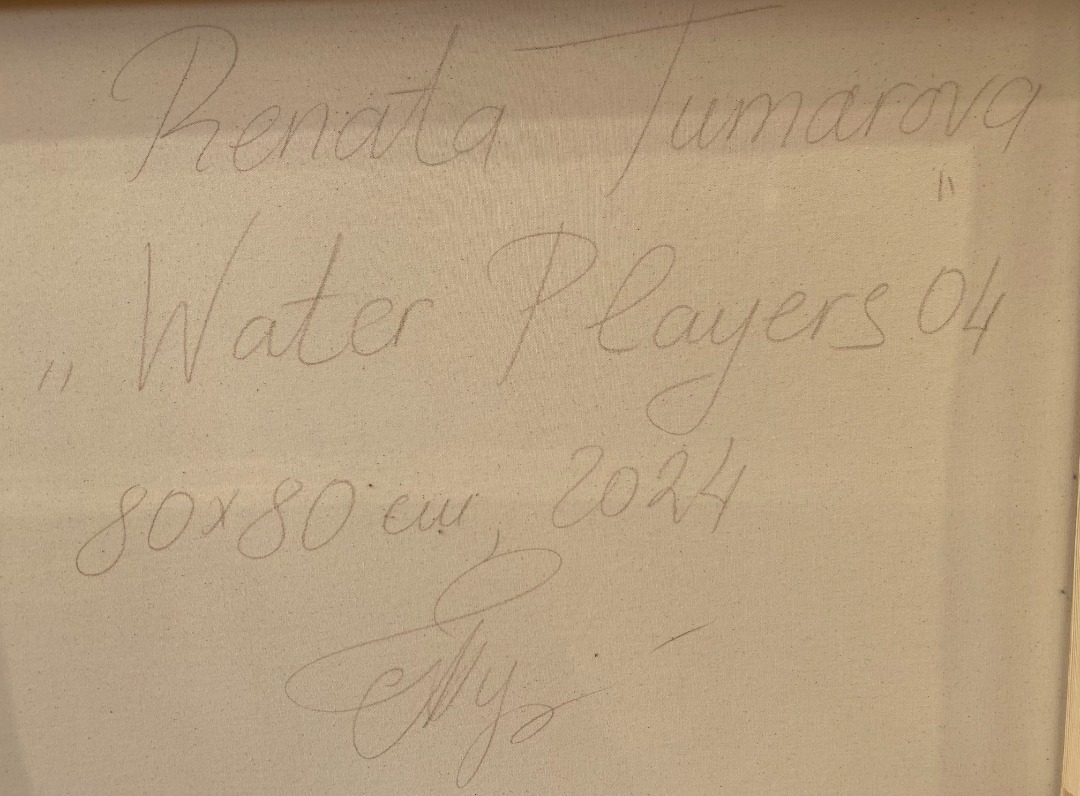 Renata Tumarova
„Water Players 04"
80x80 cm, 2024